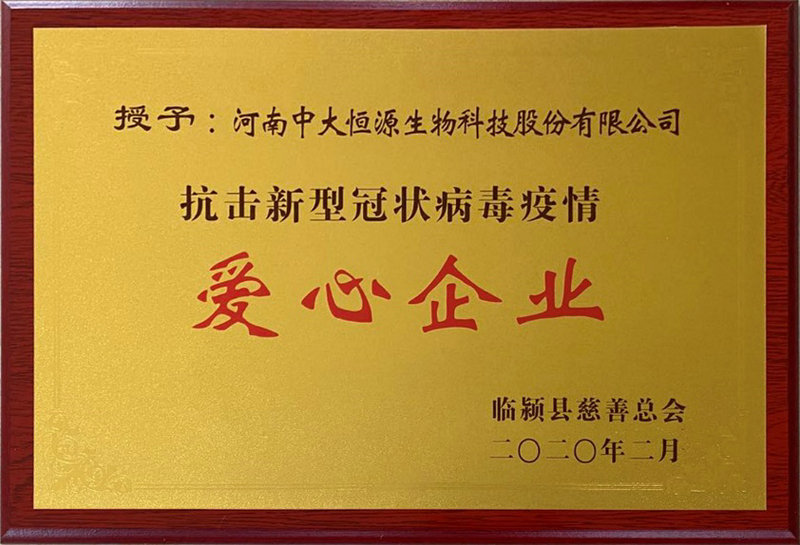 授予：河南中大恒源生物科技股份有限公司
抗击新型冠状病毒疫情
爱心企业
临颍县慈善总会
二〇二〇年二月